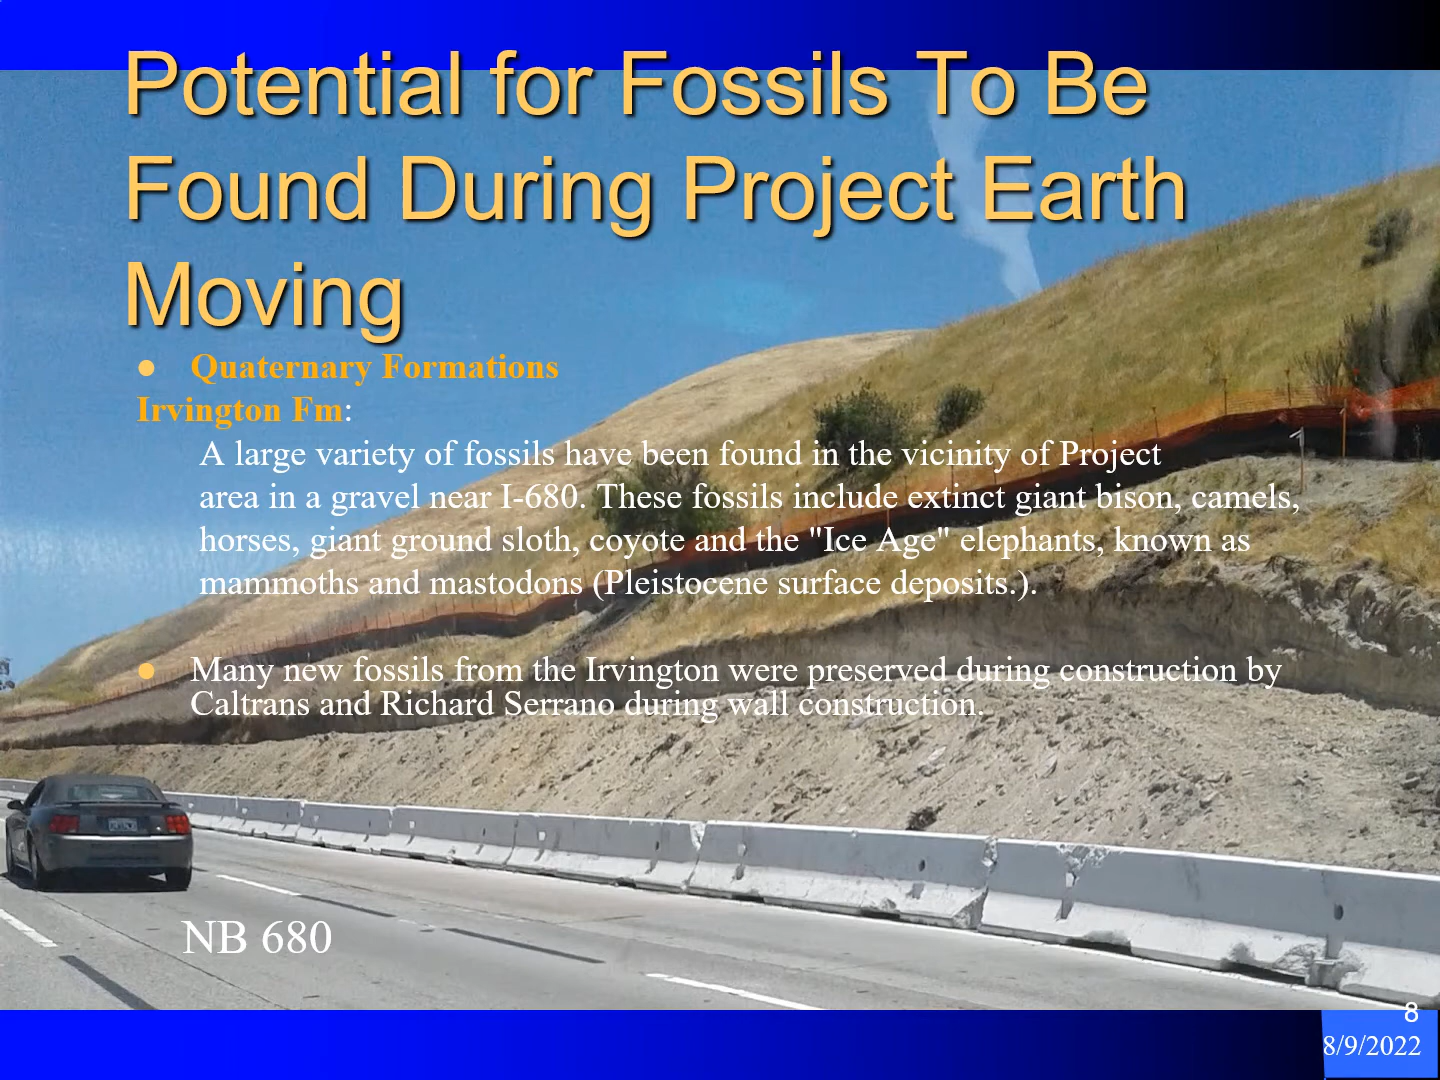 Potential for Fossils To Be
Found During Project Earth
Moving
● Quaternary Formations
Irvington Fm:
A large variety of fossils have been found in the vicinity of Project
area in a gravel near I-680. These fossils include extinct giant bison, camels,
horses, giant ground sloth, coyote and the "Ice Age" elephants, known as
mammoths and mastodons (Pleistocene surface deposits.).
● Many new fossils from the Irvington were preserved during construction by
Caltrans and Richard Serrano during wall construction.
NB 680
8
8/9/2022